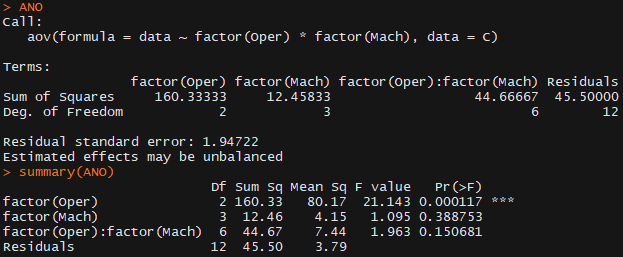 > ANO
Call:
   aov(formula = data ~ factor(Oper) * factor(Mach), data = C)

Terms:
                factor(Oper) factor(Mach) factor(Oper):factor(Mach) Residuals
Sum of Squares     160.33333     12.45833                  44.66667  45.50000
Deg. of Freedom            2            3                         6        12

Residual standard error: 1.94722
Estimated effects may be unbalanced
> summary(ANO)
                          Df Sum Sq Mean Sq F value   Pr(>F)
factor(Oper)               2 160.33   80.17  21.143 0.000117 ***
factor(Mach)               3  12.46    4.15   1.095 0.388753
factor(Oper):factor(Mach)  6  44.67    7.44   1.963 0.150681
Residuals                 12  45.50    3.79